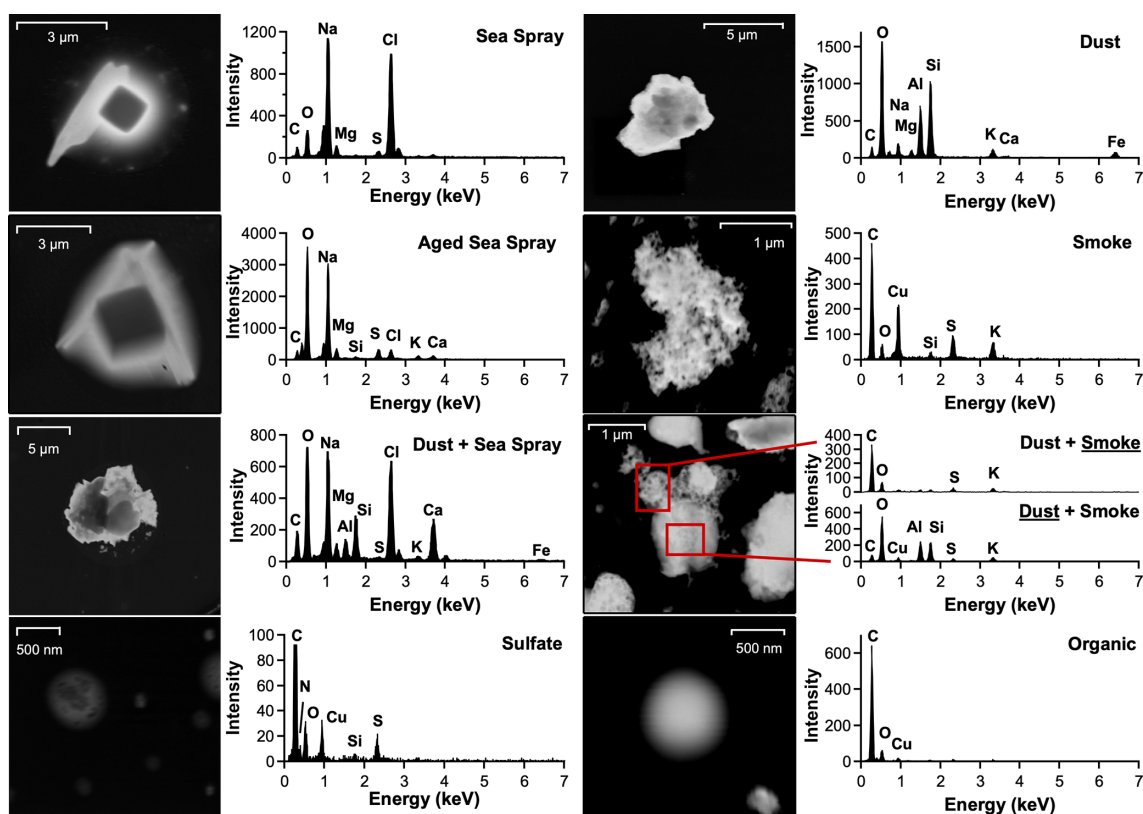 3 µm
Sea Spray
Intensity
1200
800
400
0
C
O
Na
Mg
S
Cl
0 1 2 3 4 5 6 7
Energy (keV)
5 µm
Dust
Intensity
1500
1000
500
0
C
O
Na
Mg
Al
Si
K
Ca
Fe
0 1 2 3 4 5 6 7
Energy (keV)
3 µm
Aged Sea Spray
Intensity
4000
3000
2000
1000
0
C
O
Na
Mg
Si
S
Cl
K
Ca
0 1 2 3 4 5 6 7
Energy (keV)
1 µm
Smoke
Intensity
500
400
300
200
100
0
C
O
Cu
Si
S
K
0 1 2 3 4 5 6 7
Energy (keV)
5 µm
Dust + Sea Spray
Intensity
800
600
400
200
0
C
O
Na
Mg
Al
Si
S
Cl
K
Ca
Fe
0 1 2 3 4 5 6 7
Energy (keV)
1 µm
Dust + Smoke
Intensity
400
300
200
100
0
C
O
S
K
Dust + Smoke
600
400
200
0
C
O
Cu
Al
Si
S
K
0 1 2 3 4 5 6 7
Energy (keV)
500 nm
Sulfate
Intensity
100
80
60
40
20
0
C
N
O
Cu
Si
S
0 1 2 3 4 5 6 7
Energy (keV)
500 nm
Organic
Intensity
600
400
200
0
C
O
Cu
0 1 2 3 4 5 6 7
Energy (keV)